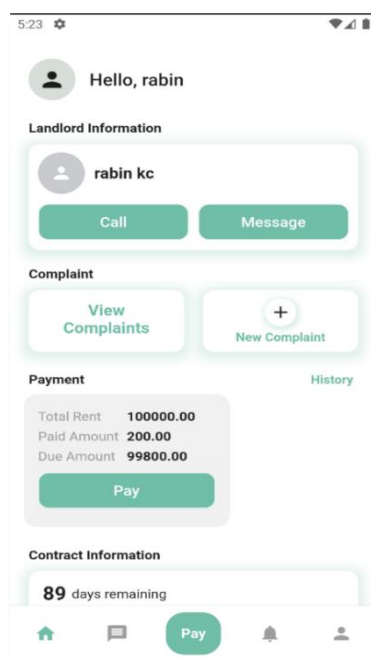 5:23
Hello, rabin
Landlord Information
rabin kc
Call Message
Complaint
View
Complaints
+
New Complaint
Payment History
Total Rent 100000.00
Paid Amount 200.00
Due Amount 99800.00
Pay
Contract Information
89 days remaining
Pay